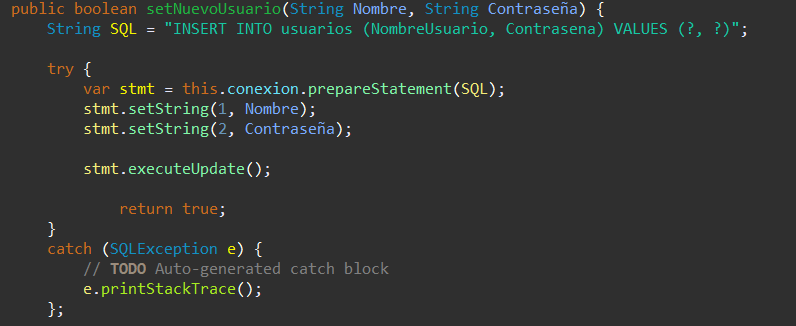 public boolean setNuevoUsuario(String Nombre, String Contraseña) {
String SQL = "INSERT INTO usuarios (NombreUsuario, Contrasena) VALUES (?, ?)";
try {
var stmt = this.conexion.prepareStatement(SQL);
stmt.setString(1, Nombre);
stmt.setString(2, Contraseña);
stmt.executeUpdate();
return true;
}
catch (SQLException e) {
// TODO Auto-generated catch block
e.printStackTrace();
};